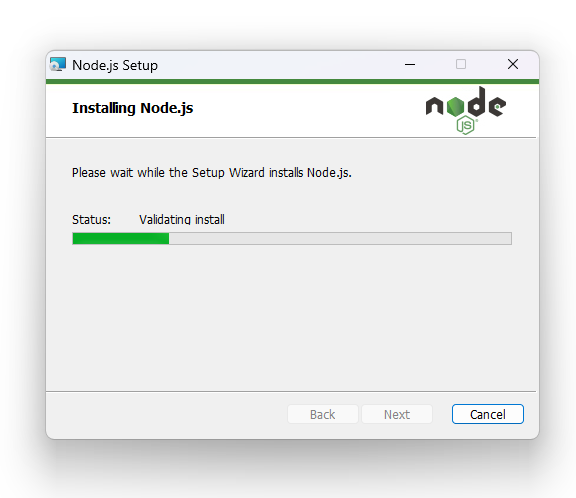 Node.js Setup
Installing Node.js
node
JS
Please wait while the Setup Wizard installs Node.js.
Status: Validating install
Back Next Cancel